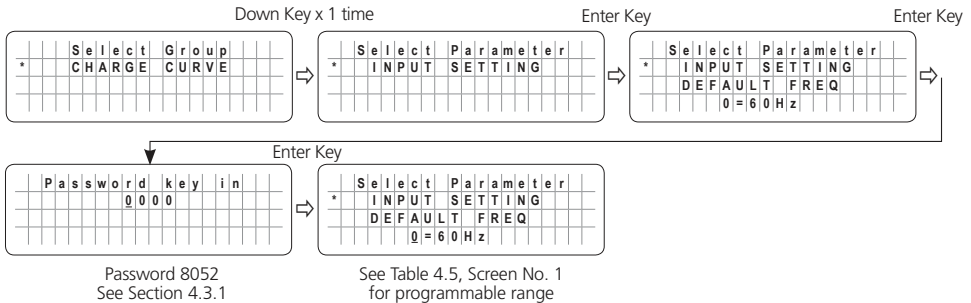 Down Key x 1 time
Enter Key
Enter Key
Select Group
* CHARGE CURVE
Select Parameter
* INPUT SETTING
Select Parameter
* INPUT SETTING
DEFAULT FREQ
0=60Hz
Enter Key
Password key in
0000
Select Parameter
* INPUT SETTING
DEFAULT FREQ
0=60Hz
Password 8052
See Section 4.3.1
See Table 4.5, Screen No. 1
for programmable range